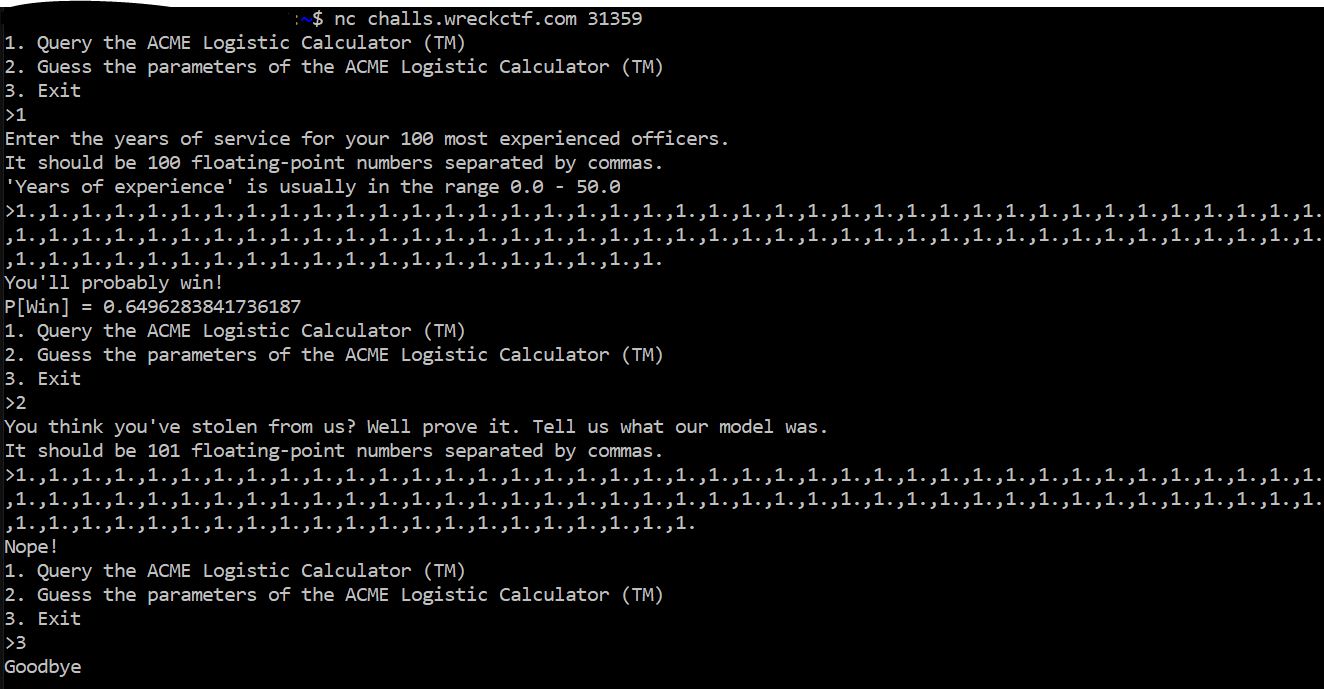 :~$ nc challs.wreckctf.com 31359
1. Query the ACME Logistic Calculator (TM)
2. Guess the parameters of the ACME Logistic Calculator (TM)
3. Exit
>1
Enter the years of service for your 100 most experienced officers.
It should be 100 floating-point numbers separated by commas.
'Years of experience' is usually in the range 0.0 - 50.0
>1.,1.,1.,1.,1.,1.,1.,1.,1.,1.,1.,1.,1.,1.,1.,1.,1.,1.,1.,1.,1.,1.,1.,1.,1.,1.,1.,1.,1.,1.,1.,1.,1.,1.,1.,1.,1.,1.,1.,1.
,1.,1.,1.,1.,1.,1.,1.,1.,1.,1.,1.,1.,1.,1.,1.,1.,1.,1.,1.,1.,1.,1.,1.,1.,1.,1.,1.,1.,1.,1.,1.,1.,1.,1.,1.,1.,1.,1.,1.,1.
,1.,1.,1.,1.,1.,1.,1.,1.,1.,1.,1.,1.,1.,1.,1.,1.,1.,1.,1.,1.
You'll probably win!
P[Win] = 0.6496283841736187
1. Query the ACME Logistic Calculator (TM)
2. Guess the parameters of the ACME Logistic Calculator (TM)
3. Exit
>2
You think you've stolen from us? Well prove it. Tell us what our model was.
It should be 101 floating-point numbers separated by commas.
>1.,1.,1.,1.,1.,1.,1.,1.,1.,1.,1.,1.,1.,1.,1.,1.,1.,1.,1.,1.,1.,1.,1.,1.,1.,1.,1.,1.,1.,1.,1.,1.,1.,1.,1.,1.,1.,1.,1.,1.
,1.,1.,1.,1.,1.,1.,1.,1.,1.,1.,1.,1.,1.,1.,1.,1.,1.,1.,1.,1.,1.,1.,1.,1.,1.,1.,1.,1.,1.,1.,1.,1.,1.,1.,1.,1.,1.,1.,1.,1.
,1.,1.,1.,1.,1.,1.,1.,1.,1.,1.,1.,1.,1.,1.,1.,1.,1.,1.,1.,1.,1.
Nope!
1. Query the ACME Logistic Calculator (TM)
2. Guess the parameters of the ACME Logistic Calculator (TM)
3. Exit
>3
Goodbye